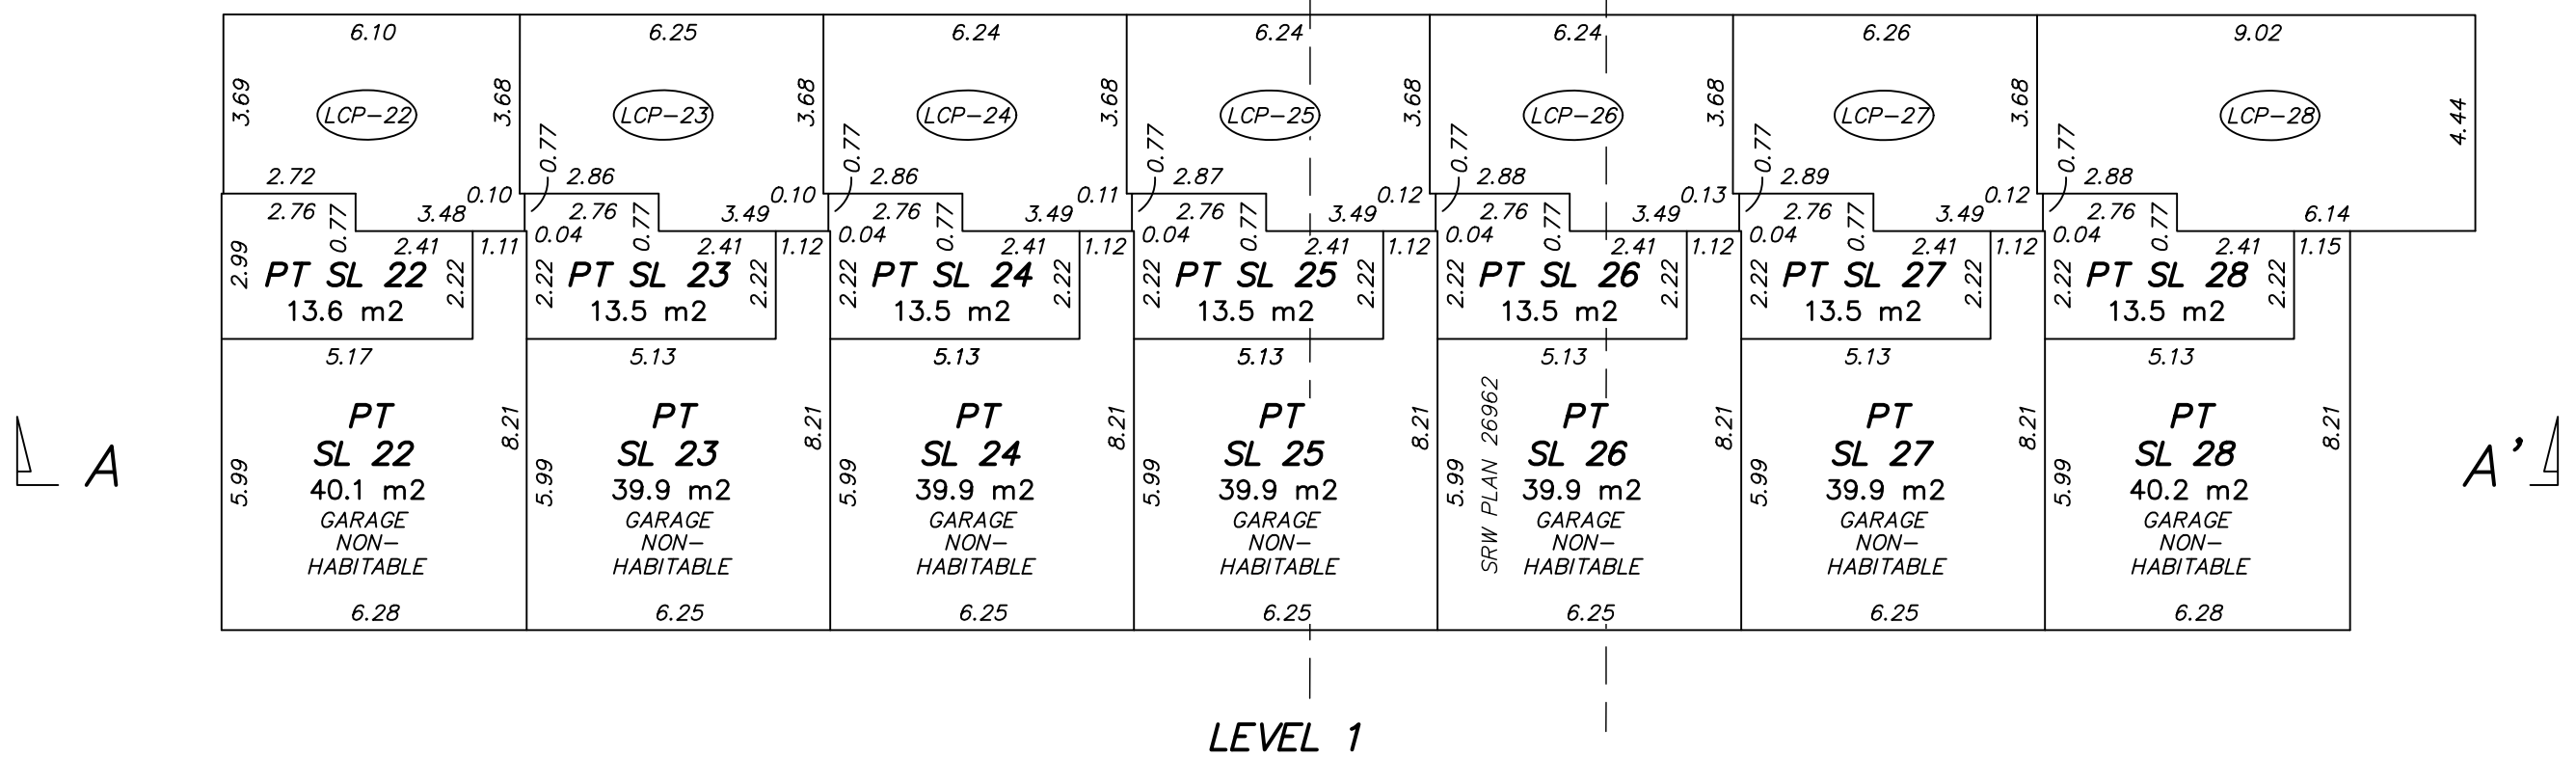 6.10 6.25 6.24 6.24 6.24 6.26 9.02
3.69 LCP-22 3.68 LCP-23 3.68 LCP-24 3.68 LCP-25 3.68 LCP-26 3.68 LCP-27 3.68 LCP-28 4.44
0.77 0.77 0.77 0.77 0.77 0.77
2.72 2.86 2.86 2.87 2.88 2.89 2.88
0.10 0.10 0.11 0.12 0.13 0.12
2.76 0.77 3.48 2.76 0.77 3.49 2.76 0.77 3.49 2.76 0.77 3.49 2.76 0.77 3.49 2.76 0.77 3.49 2.76 0.77 6.14
2.41 1.11 0.04 2.41 1.12 0.04 2.41 1.12 0.04 2.41 1.12 0.04 2.41 1.12 0.04 2.41 1.12 0.04 2.41 1.15
2.99 PT SL 22 2.22 2.22 PT SL 23 2.22 2.22 PT SL 24 2.22 2.22 PT SL 25 2.22 2.22 PT SL 26 2.22 2.22 PT SL 27 2.22 2.22 PT SL 28 2.22
13.6 m2 13.5 m2 13.5 m2 13.5 m2 13.5 m2 13.5 m2 13.5 m2
5.17 5.13 5.13 5.13 5.13 5.13 5.13
PT PT PT PT PT PT PT
8.21 8.21 8.21 8.21 8.21 8.21 8.21
A SL 22 SL 23 SL 24 SL 25 SL 26 SL 27 SL 28 A'
5.99 40.1 m2 5.99 39.9 m2 5.99 39.9 m2 5.99 39.9 m2 5.99 SRW PLAN 26962 39.9 m2 5.99 39.9 m2 5.99 40.2 m2
GARAGE GARAGE GARAGE GARAGE GARAGE GARAGE GARAGE
NON- NON- NON- NON- NON- NON- NON-
HABITABLE HABITABLE HABITABLE HABITABLE HABITABLE HABITABLE HABITABLE
6.28 6.25 6.25 6.25 6.25 6.25 6.28
LEVEL 1